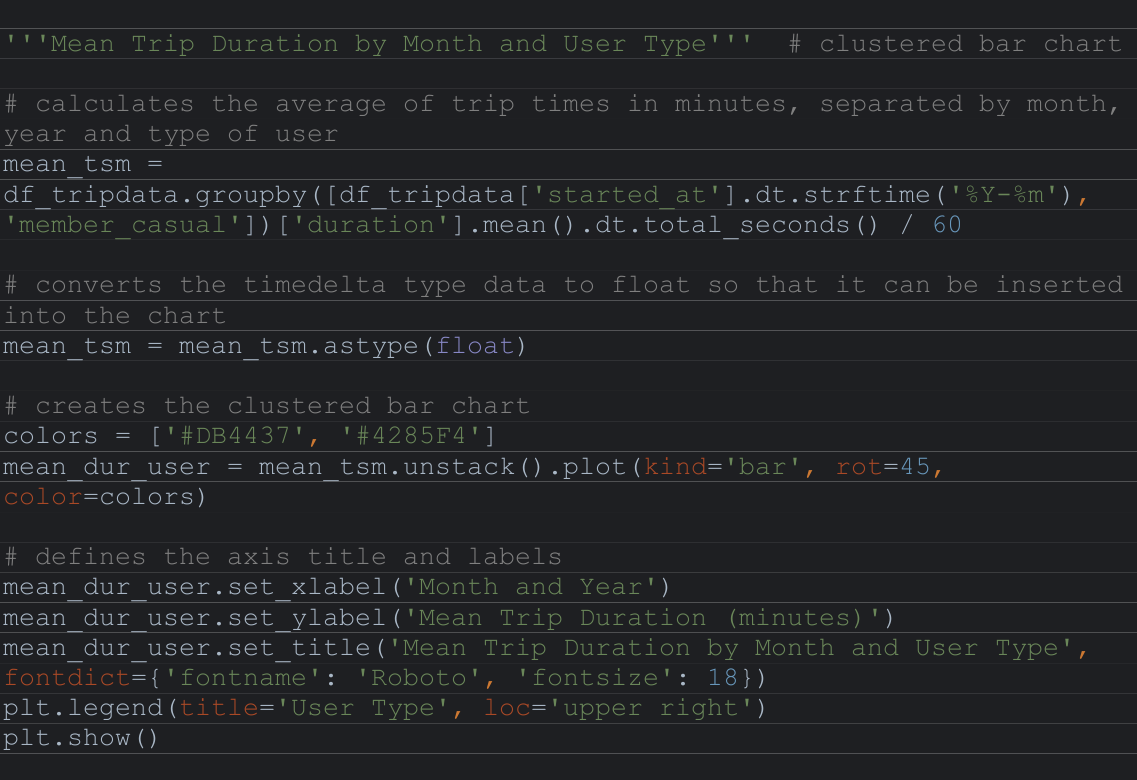 '''Mean Trip Duration by Month and User Type'''  # clustered bar chart
# calculates the average of trip times in minutes, separated by month,
year and type of user
mean_tsm =
df_tripdata.groupby([df_tripdata['started_at'].dt.strftime('%Y-%m'),
'member_casual'])['duration'].mean().dt.total_seconds() / 60
# converts the timedelta type data to float so that it can be inserted
into the chart
mean_tsm = mean_tsm.astype(float)
# creates the clustered bar chart
colors = ['#DB4437', '#4285F4']
mean_dur_user = mean_tsm.unstack().plot(kind='bar', rot=45,
color=colors)
# defines the axis title and labels
mean_dur_user.set_xlabel('Month and Year')
mean_dur_user.set_ylabel('Mean Trip Duration (minutes)')
mean_dur_user.set_title('Mean Trip Duration by Month and User Type',
fontdict={'fontname': 'Roboto', 'fontsize': 18})
plt.legend(title='User Type', loc='upper right')
plt.show()